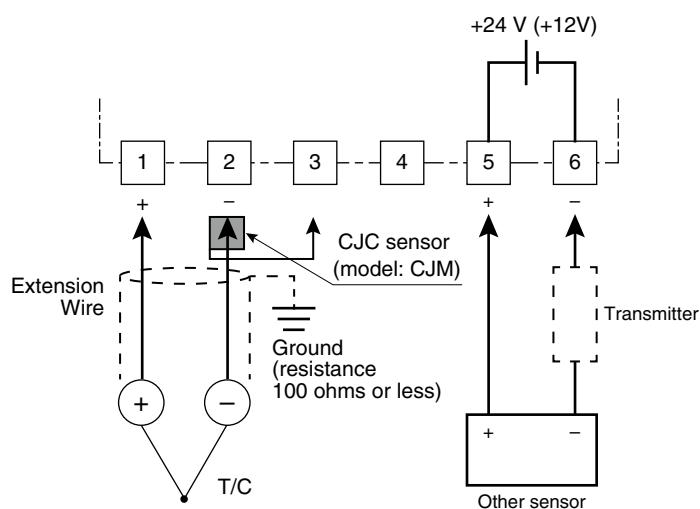 +24 V (+12V)
1 2 3 4 5 6
+ − + −
CJC sensor
(model: CJM)
Extension
Wire
Transmitter
Ground
(resistance
100 ohms or less)
+ −
+ −
T/C
Other sensor